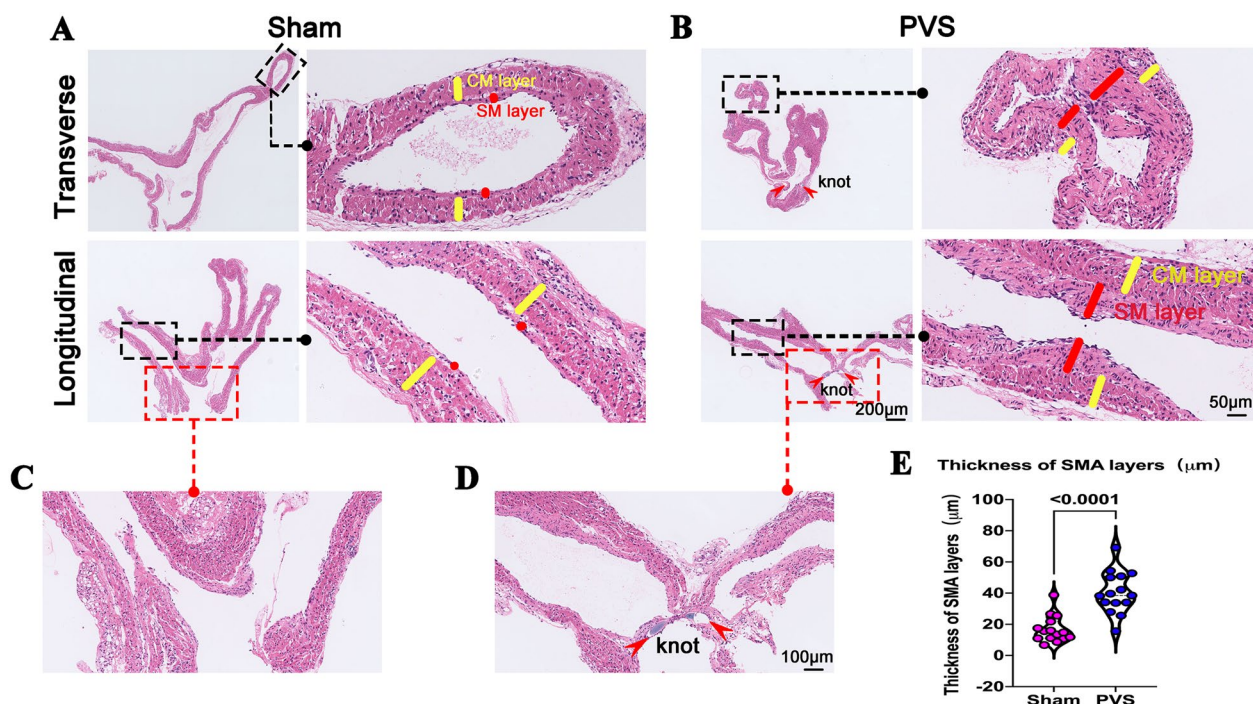 A
Sham
B
PVS
Transverse
CM layer
SM layer
knot
Longitudinal
CM layer
SM layer
knot
200μm
50μm
C
D
knot
100μm
E
Thickness of SMA layers (μm)
<0.0001
Thickness of SMA layers (μm)
100
80
60
40
20
0
-20
Sham
PVS